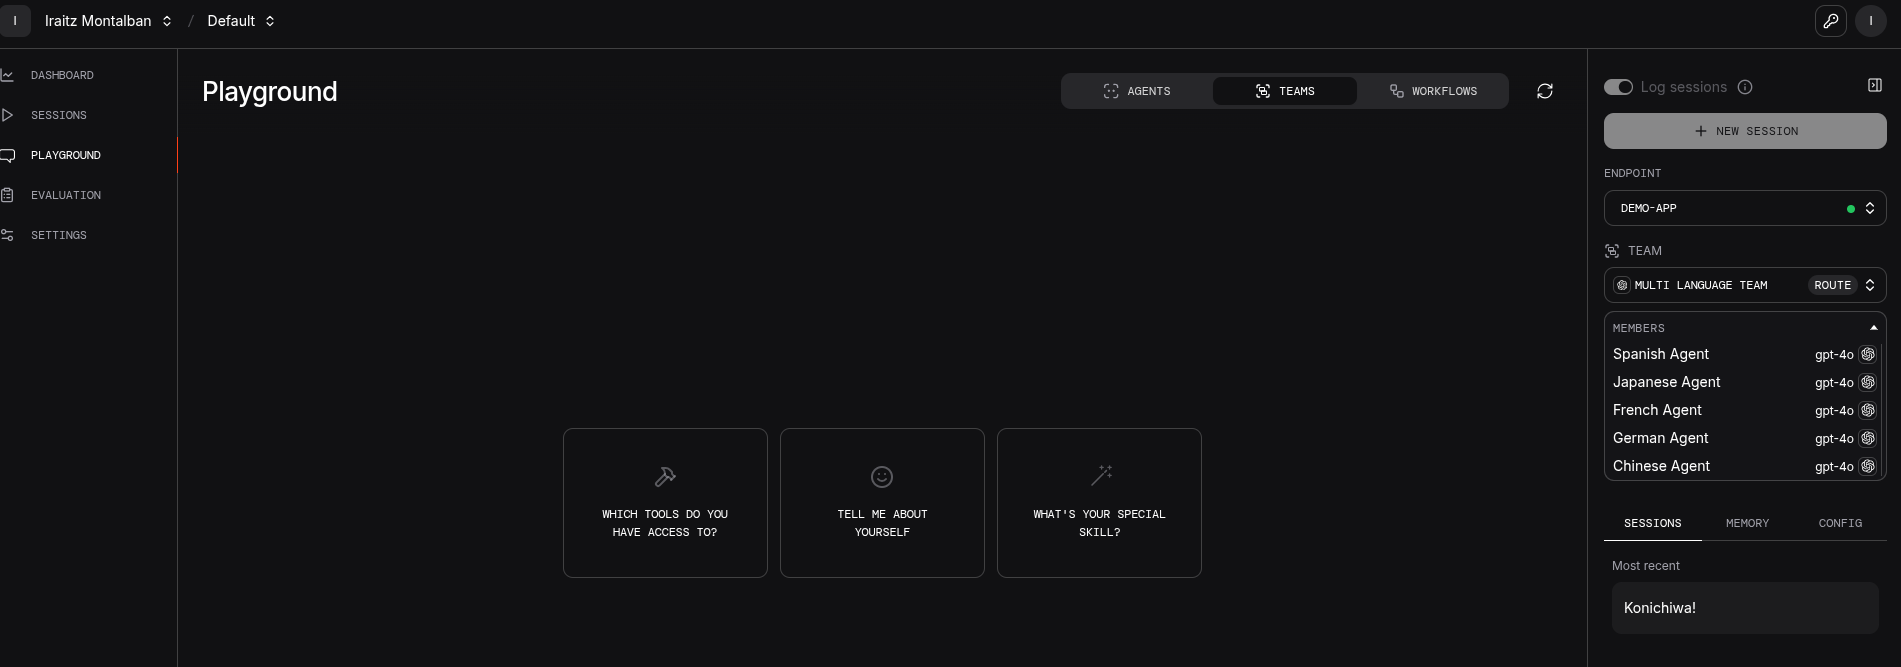 I Iraitz Montalban / Default I
DASHBOARD
SESSIONS
PLAYGROUND
EVALUATION
SETTINGS
Playground
AGENTS TEAMS WORKFLOWS
WHICH TOOLS DO YOU
HAVE ACCESS TO?
TELL ME ABOUT
YOURSELF
WHAT'S YOUR SPECIAL
SKILL?
Log sessions
NEW SESSION
ENDPOINT
DEMO-APP
TEAM
MULTI LANGUAGE TEAM ROUTE
MEMBERS
Spanish Agent gpt-4o
Japanese Agent gpt-4o
French Agent gpt-4o
German Agent gpt-4o
Chinese Agent gpt-4o
SESSIONS MEMORY CONFIG
Most recent
Konichiwa!